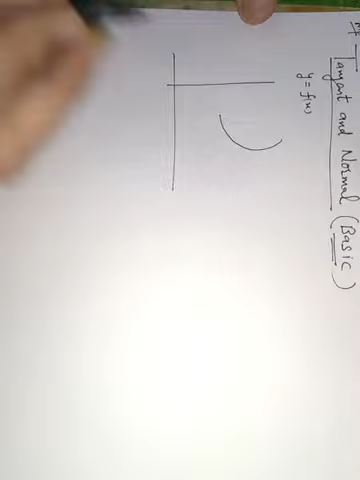 # Tangent and Normal (Basic)
y = f(x)